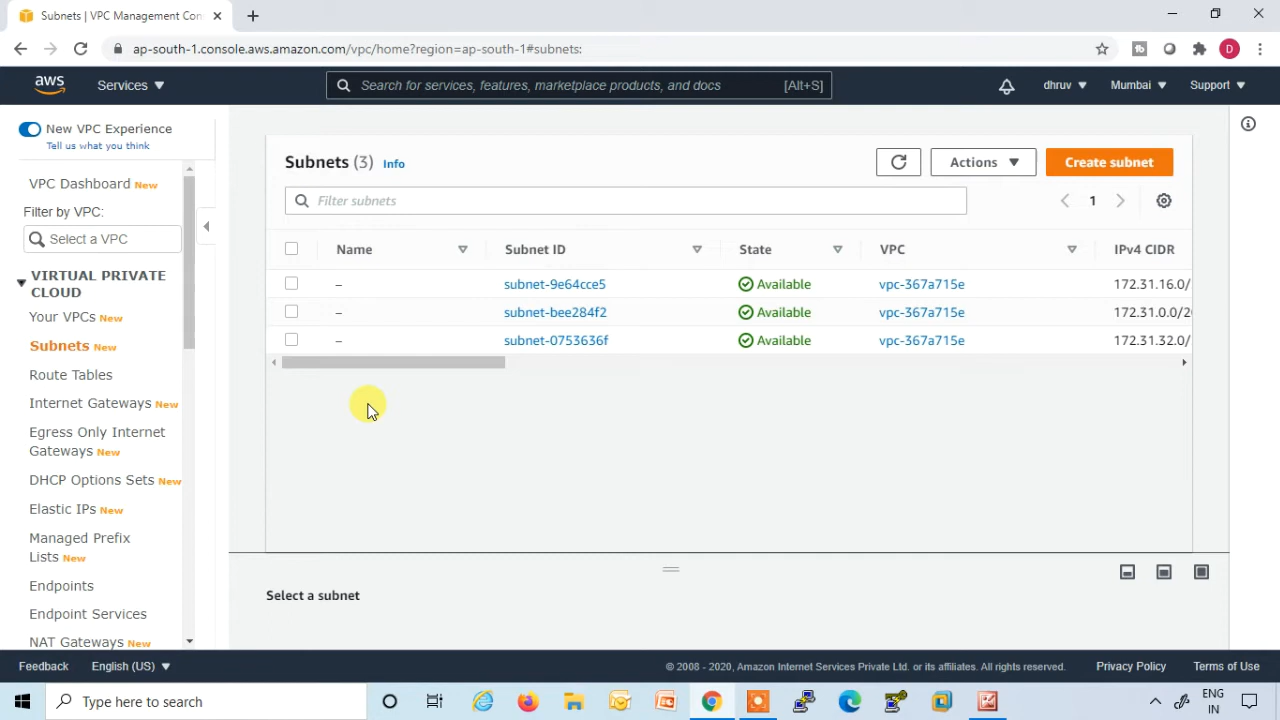 Subnets | VPC Management Con
ap-south-1.console.aws.amazon.com/vpc/home?region=ap-south-1#subnets:
D
aws
Services
Search for services, features, marketplace products, and docs
[Alt+S]
dhruv
Mumbai
Support
New VPC Experience
Tell us what you think
VPC Dashboard New
Filter by VPC:
Select a VPC
VIRTUAL PRIVATE
CLOUD
Your VPCs New
Subnets New
Route Tables
Internet Gateways New
Egress Only Internet
Gateways New
DHCP Options Sets New
Elastic IPs New
Managed Prefix
Lists New
Endpoints
Endpoint Services
NAT Gateways New
Subnets (3) Info
Actions
Create subnet
Filter subnets
1
Name Subnet ID State VPC IPv4 CIDR
– subnet-9e64cce5 Available vpc-367a715e 172.31.16.0/
– subnet-bee284f2 Available vpc-367a715e 172.31.0.0/20
– subnet-0753636f Available vpc-367a715e 172.31.32.0/
Select a subnet
Feedback
English (US)
© 2008 - 2020, Amazon Internet Services Private Ltd. or its affiliates. All rights reserved.
Privacy Policy
Terms of Use
Type here to search
ENG
IN